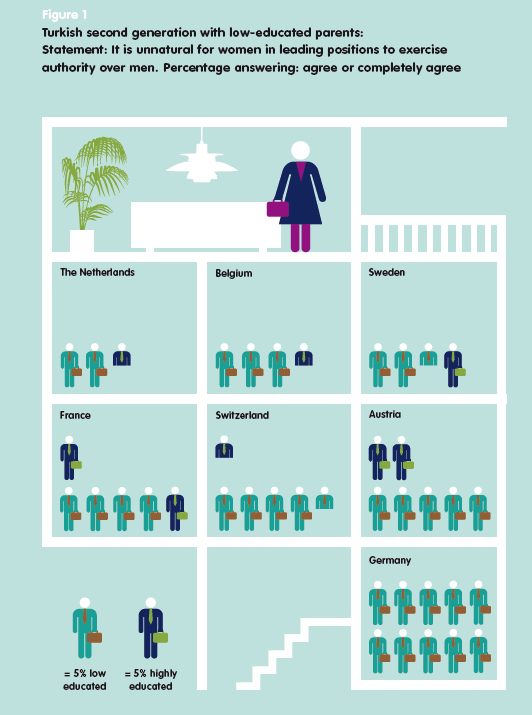 Figure 1
Turkish second generation with low-educated parents:
Statement: It is unnatural for women in leading positions to exercise
authority over men. Percentage answering: agree or completely agree
The Netherlands
Belgium
Sweden
France
Switzerland
Austria
Germany
= 5% low
educated
= 5% highly
educated